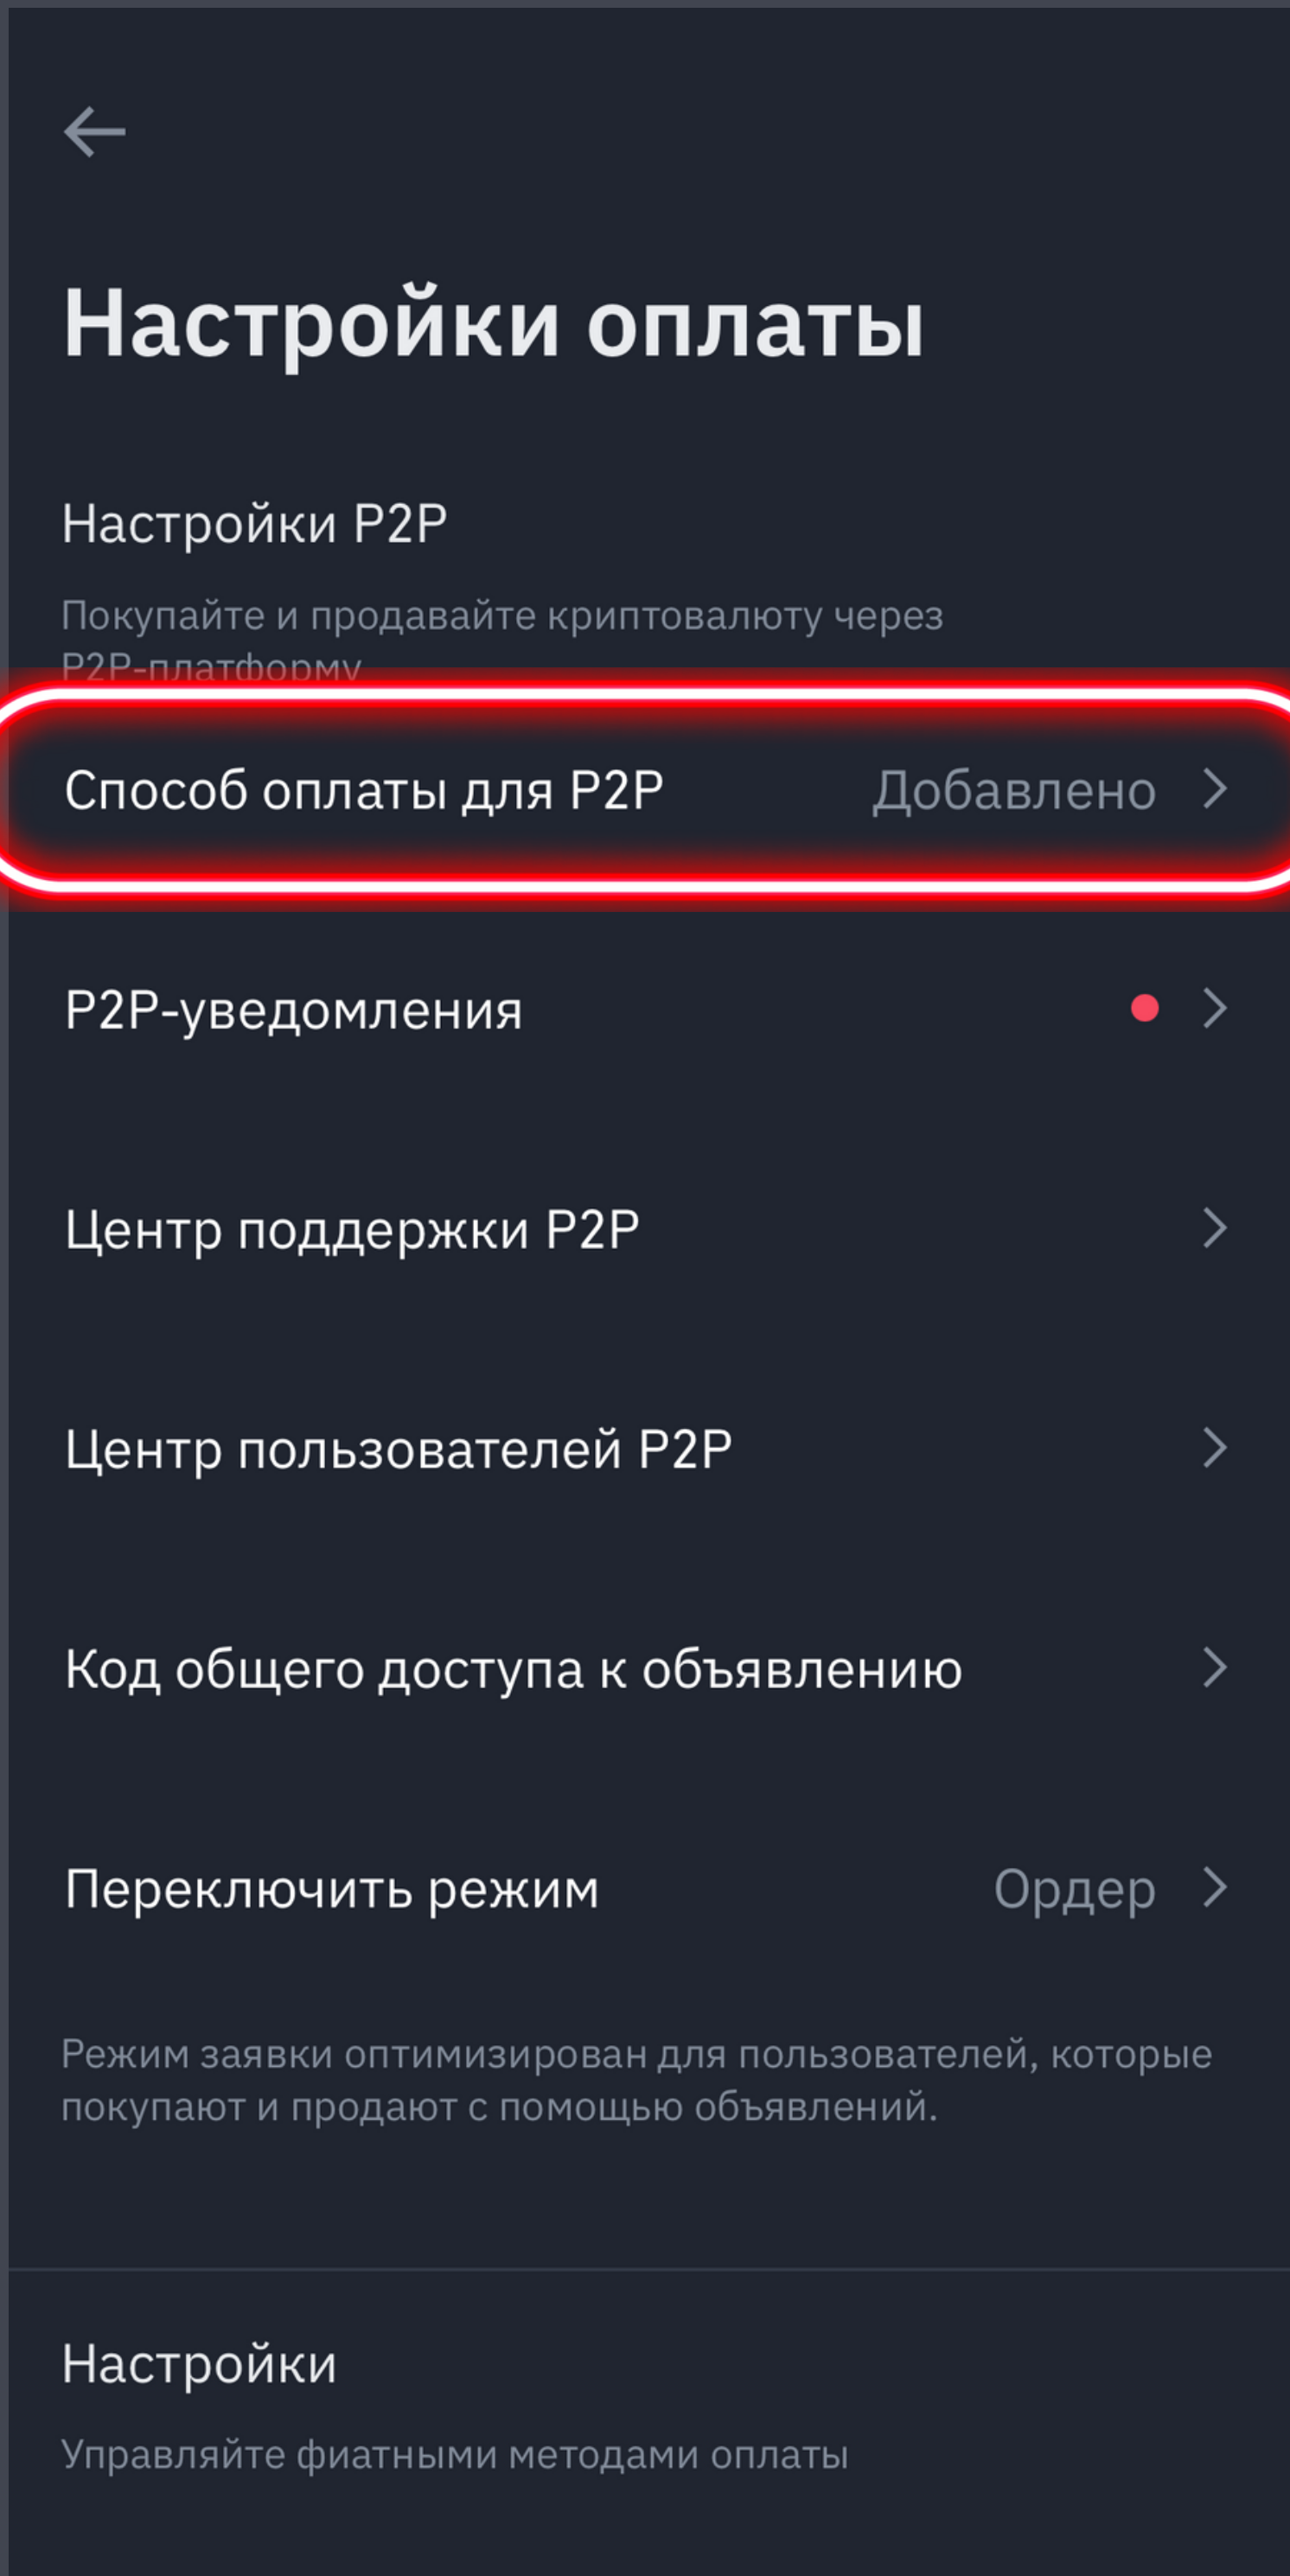 Настройки оплаты
Настройки P2P
Покупайте и продавайте криптовалюту через
P2P-платформу
Способ оплаты для P2P Добавлено
P2P-уведомления
Центр поддержки P2P
Центр пользователей P2P
Код общего доступа к объявлению
Переключить режим Ордер
Режим заявки оптимизирован для пользователей, которые
покупают и продают с помощью объявлений.
Настройки
Управляйте фиатными методами оплаты